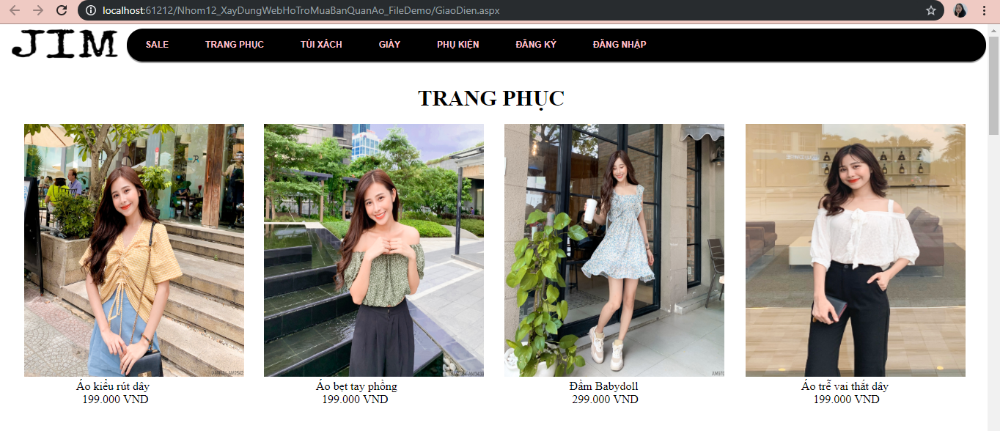 localhost:61212/Nhom12_XayDungWebHoTroMuaBanQuanAo_FileDemo/GiaoDien.aspx
JIM
SALE TRANG PHỤC TÚI XÁCH GIÀY PHỤ KIỆN ĐĂNG KÝ ĐĂNG NHẬP
TRANG PHỤC
Áo kiểu rút dây
199.000 VND
Áo bẹt tay phồng
199.000 VND
Đầm Babydoll
299.000 VND
Áo trễ vai thắt dây
199.000 VND